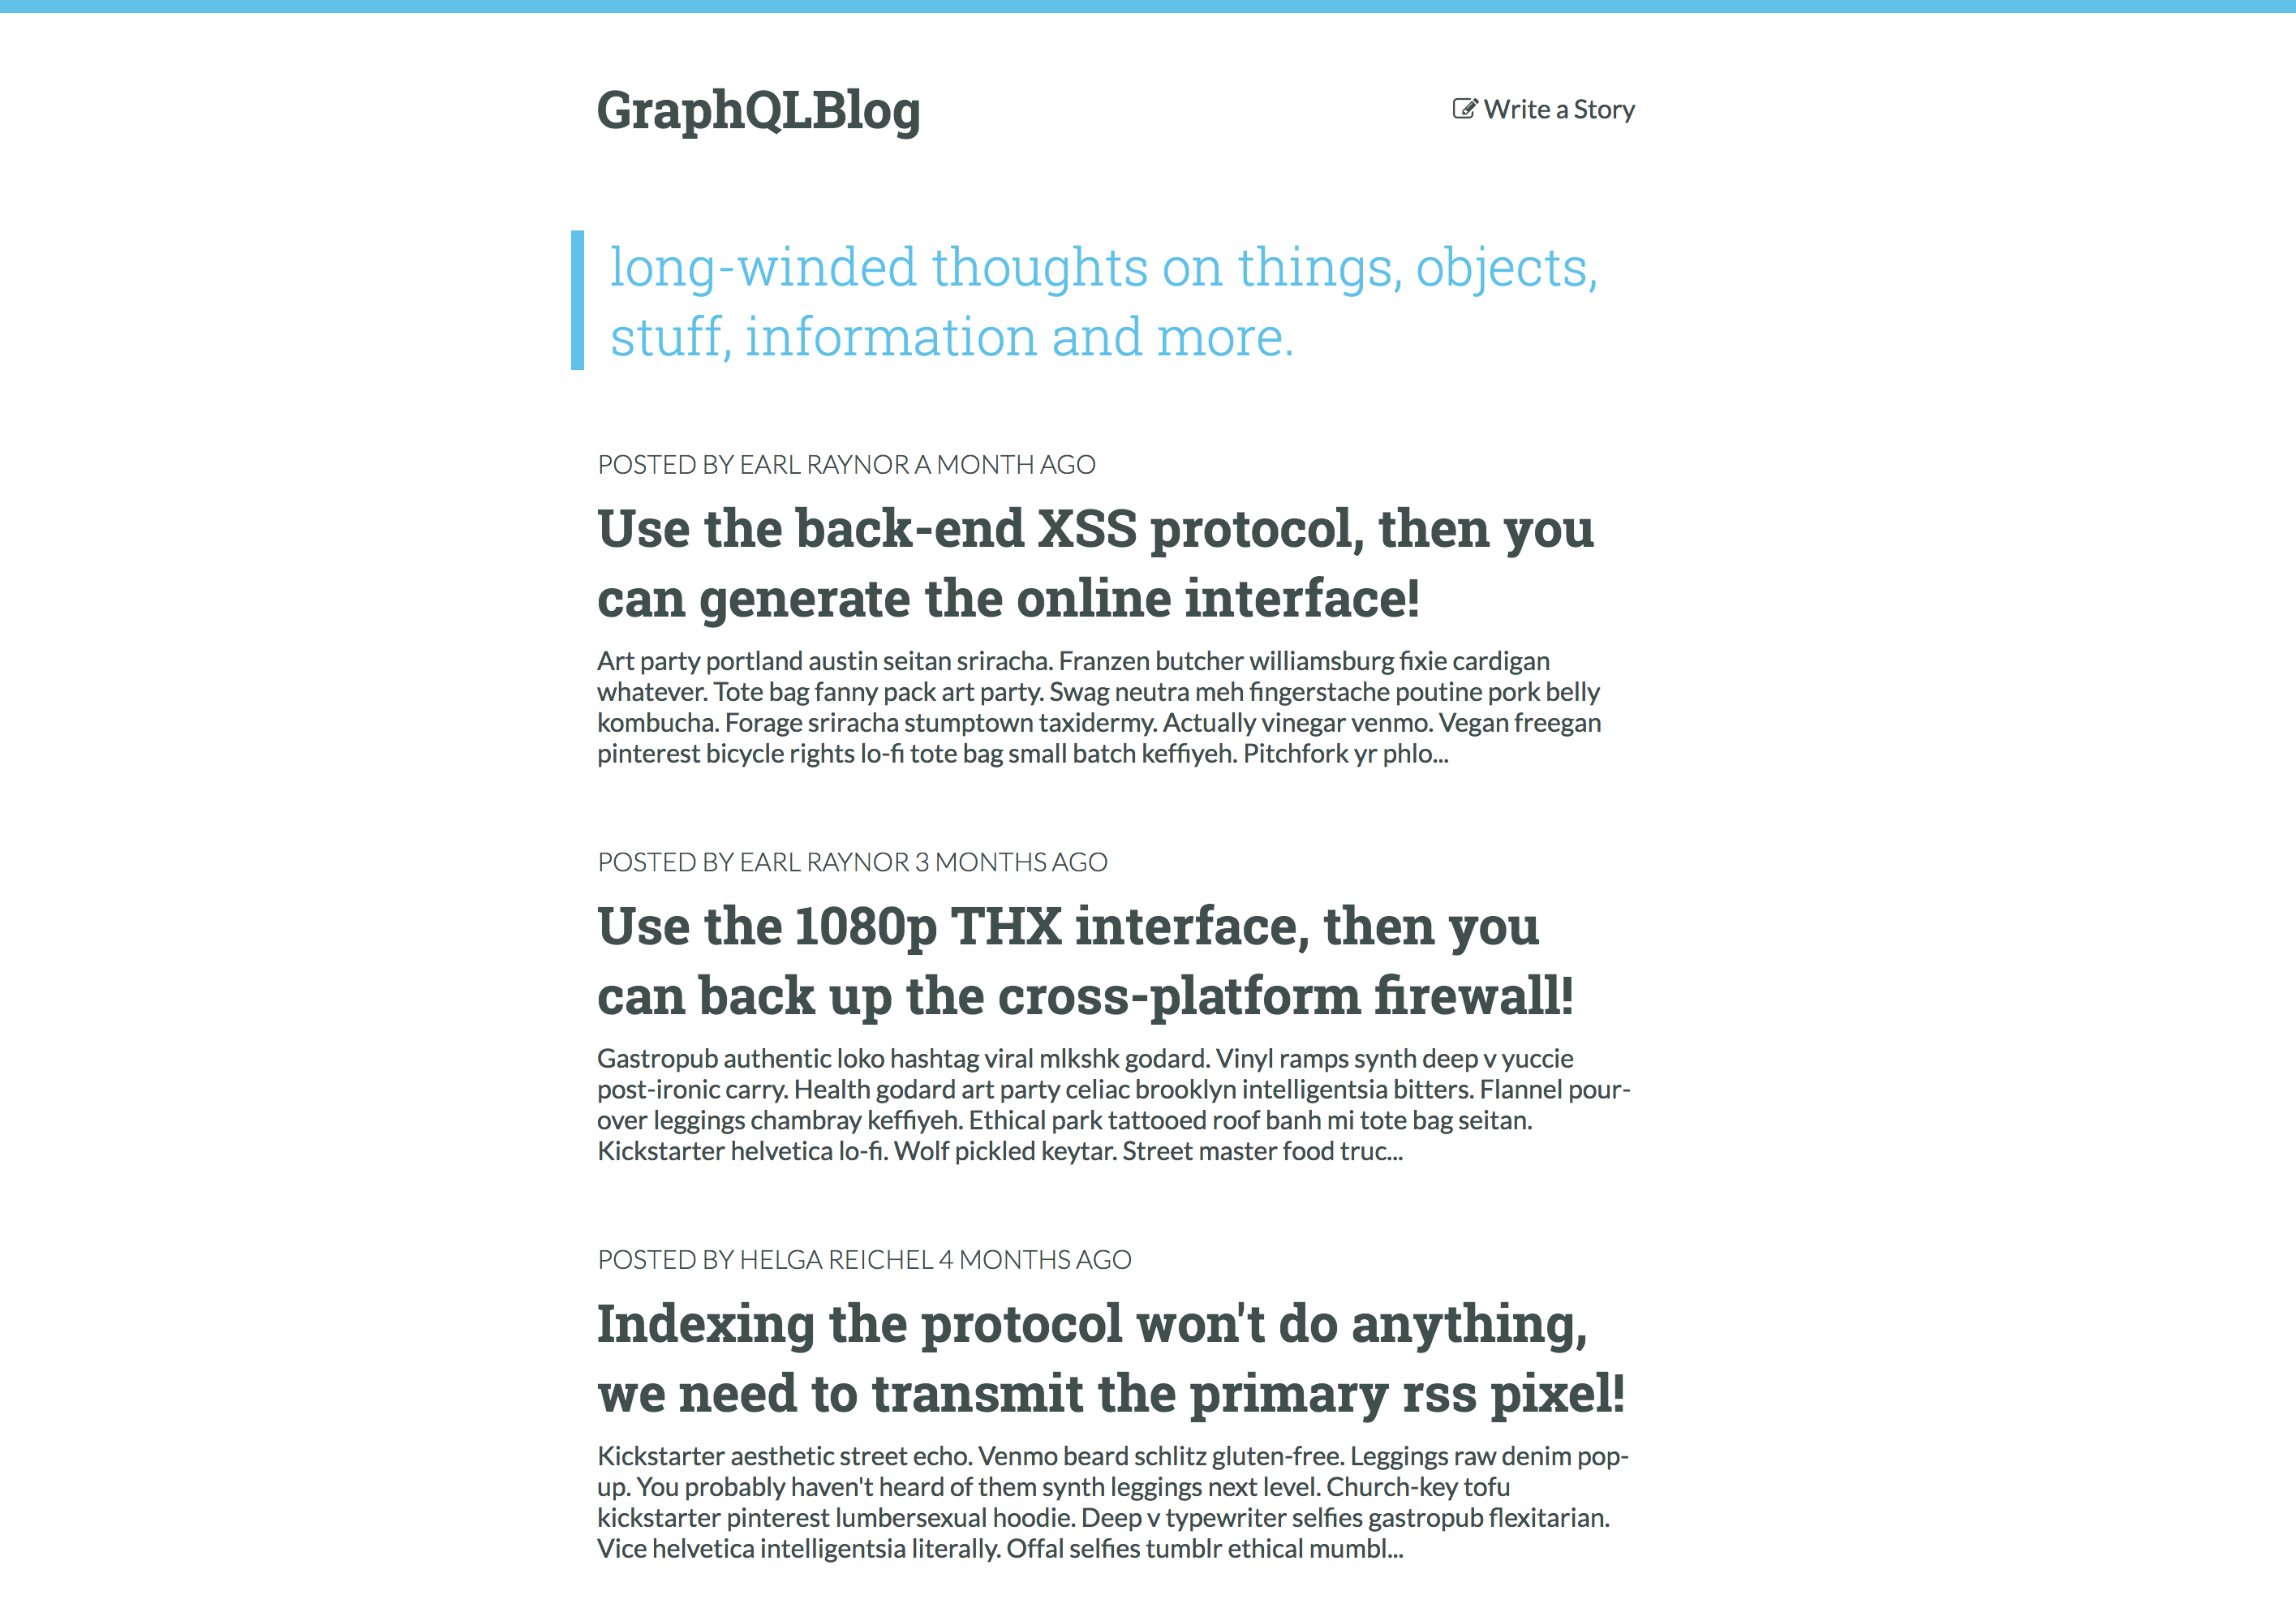 GraphQLBlog
Write a Story
long-winded thoughts on things, objects,
stuff, information and more.
POSTED BY EARL RAYNOR A MONTH AGO
Use the back-end XSS protocol, then you
can generate the online interface!
Art party portland austin seitan sriracha. Franzen butcher williamsburg fixie cardigan
whatever. Tote bag fanny pack art party. Swag neutra meh fingerstache poutine pork belly
kombucha. Forage sriracha stumptown taxidermy. Actually vinegar venmo. Vegan freegan
pinterest bicycle rights lo-fi tote bag small batch keffiyeh. Pitchfork yr phlo...
POSTED BY EARL RAYNOR 3 MONTHS AGO
Use the 1080p THX interface, then you
can back up the cross-platform firewall!
Gastropub authentic loko hashtag viral mlkshk godard. Vinyl ramps synth deep v yuccie
post-ironic carry. Health godard art party celiac brooklyn intelligentsia bitters. Flannel pour-
over leggings chambray keffiyeh. Ethical park tattooed roof banh mi tote bag seitan.
Kickstarter helvetica lo-fi. Wolf pickled keytar. Street master food truc...
POSTED BY HELGA REICHEL 4 MONTHS AGO
Indexing the protocol won't do anything,
we need to transmit the primary rss pixel!
Kickstarter aesthetic street echo. Venmo beard schlitz gluten-free. Leggings raw denim pop-
up. You probably haven't heard of them synth leggings next level. Church-key tofu
kickstarter pinterest lumbersexual hoodie. Deep v typewriter selfies gastropub flexitarian.
Vice helvetica intelligentsia literally. Offal selfies tumblr ethical mumbl...